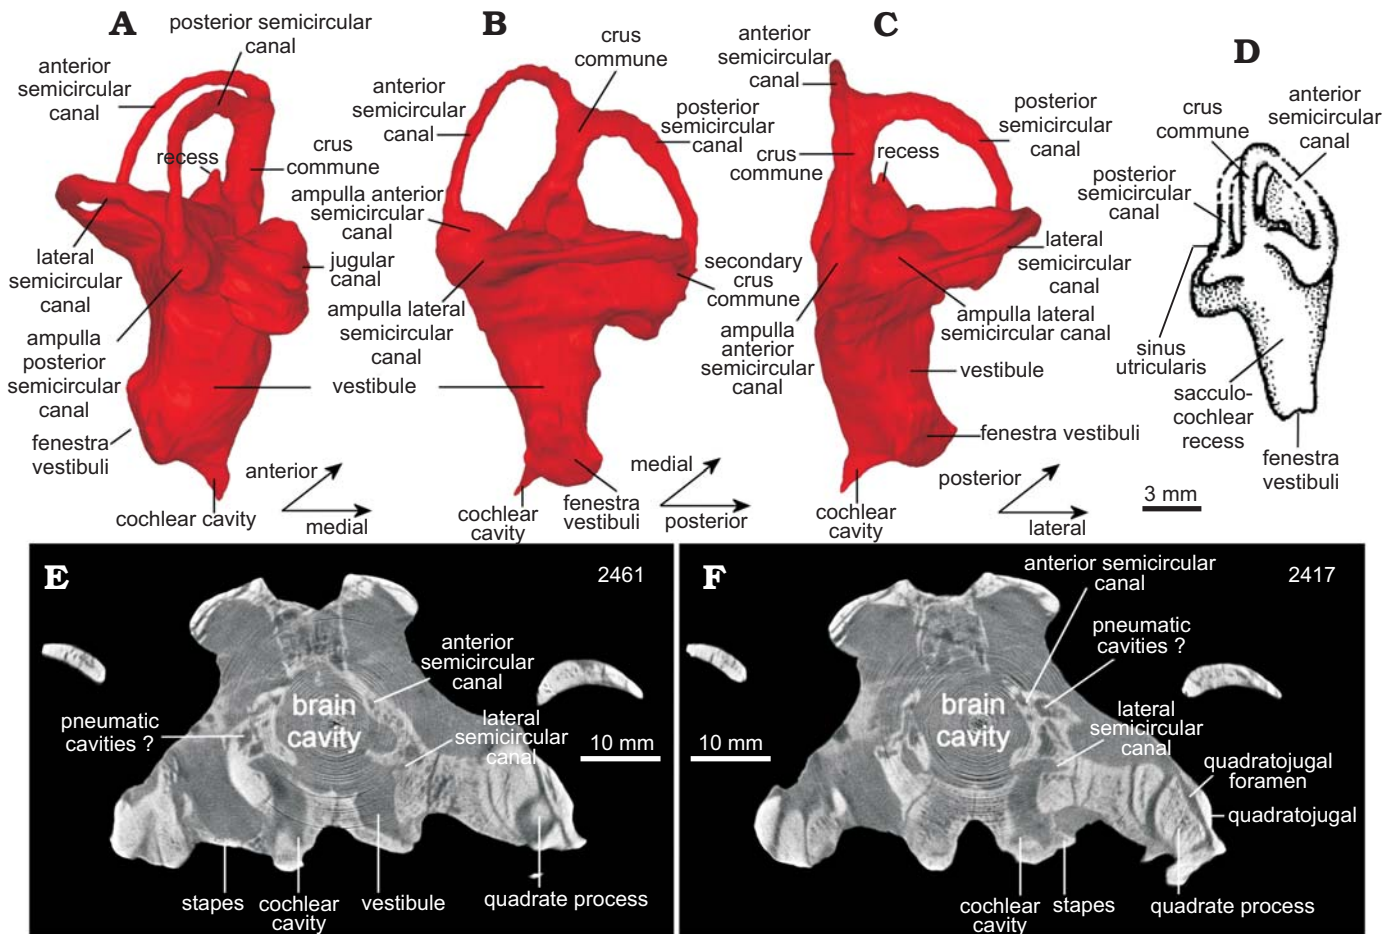 A
posterior semicircular
canal
anterior
semicircular
canal
recess
crus
commune
lateral
semicircular
canal
jugular
canal
ampulla
posterior
semicircular
canal
vestibule
fenestra
vestibuli
cochlear cavity
anterior
medial
B
crus
commune
anterior
semicircular
canal
posterior
semicircular
canal
ampulla anterior
semicircular
canal
ampulla lateral
semicircular
canal
secondary
crus
commune
cochlear
cavity
fenestra
vestibuli
medial
posterior
C
anterior
semicircular
canal
posterior
semicircular
canal
crus
commune
recess
lateral
semicircular
canal
ampulla lateral
semicircular canal
ampulla
anterior
semicircular
canal
vestibule
fenestra vestibuli
cochlear
cavity
posterior
lateral
D
crus
commune
anterior
semicircular
canal
posterior
semicircular
canal
sinus
utricularis
sacculo-
cochlear
recess
fenestra
vestibuli
3 mm
E
2461
anterior
semicircular
canal
brain
cavity
pneumatic
cavities ?
lateral
semicircular
canal
10 mm
stapes
cochlear
cavity
vestibule
quadrate process
F
2417
anterior semicircular
canal
pneumatic
cavities ?
brain
cavity
lateral
semicircular
canal
10 mm
quadratojugal
foramen
quadratojugal
cochlear
cavity
stapes
quadrate process